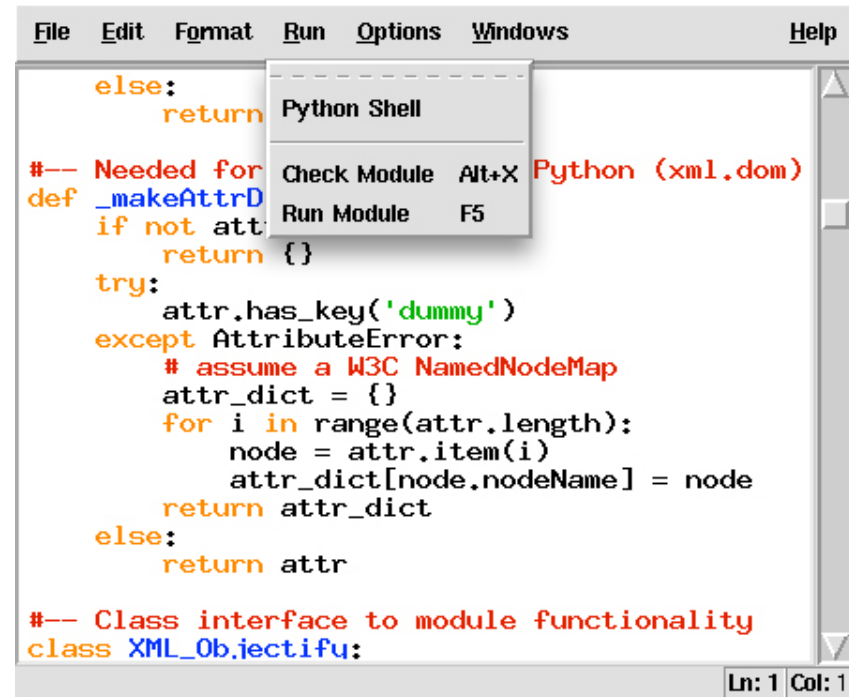 File Edit Format Run Options Windows Help
else:
return
Python Shell
#-- Needed for
Check Module Alt+X
Python (xml.dom)
def _makeAttrD
Run Module F5
if not att
return {}
try:
attr.has_key('dummy')
except AttributeError:
# assume a W3C NamedNodeMap
attr_dict = {}
for i in range(attr.length):
node = attr.item(i)
attr_dict[node.nodeName] = node
return attr_dict
else:
return attr
#-- Class interface to module functionality
class XML_Objectify:
Ln: 1 Col: 1